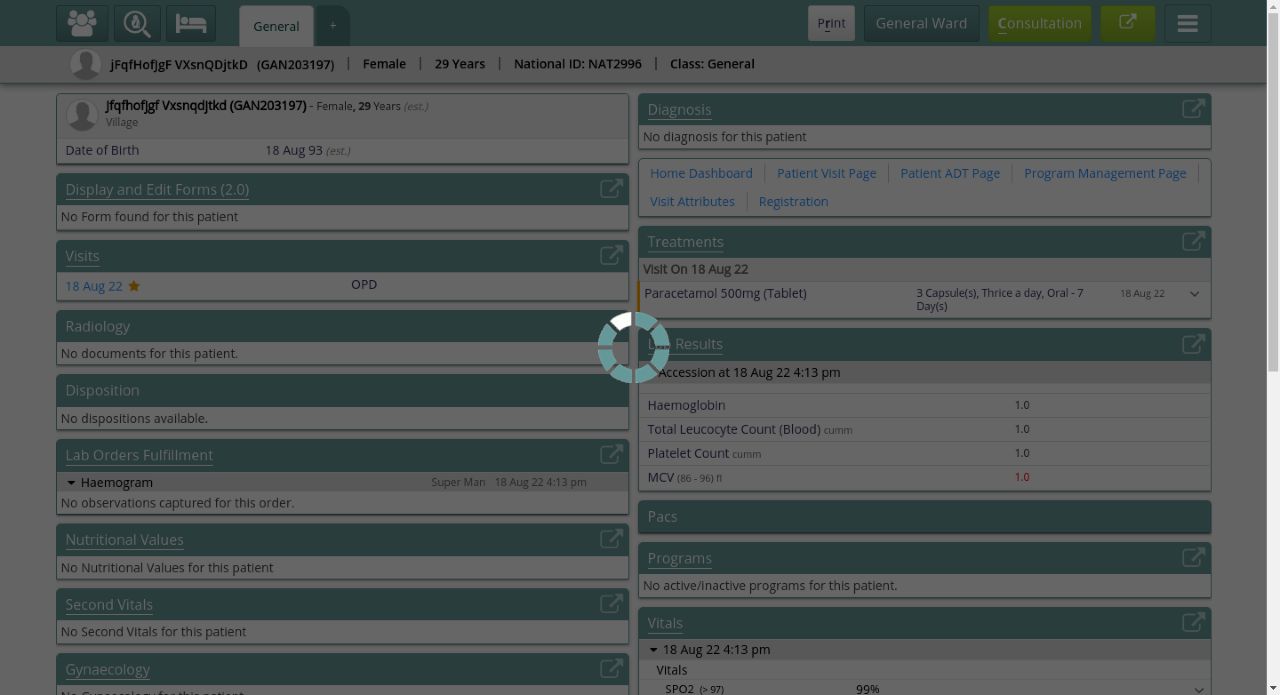 General
+
Print
General Ward
Consultation
jFqfHofJgF VXsnQDjtkD (GAN203197) | Female | 29 Years | National ID: NAT2996 | Class: General
Jfqfhofjgf Vxsnqdjtkd (GAN203197) - Female, 29 Years (est.)
Village
Date of Birth 18 Aug 93 (est.)
Display and Edit Forms (2.0)
No Form found for this patient
Visits
18 Aug 22 OPD
Radiology
No documents for this patient.
Disposition
No dispositions available.
Lab Orders Fulfillment
Haemogram Super Man 18 Aug 22 4:13 pm
No observations captured for this order.
Nutritional Values
No Nutritional Values for this patient
Second Vitals
No Second Vitals for this patient
Gynaecology
Diagnosis
No diagnosis for this patient
Home Dashboard | Patient Visit Page | Patient ADT Page | Program Management Page
Visit Attributes | Registration
Treatments
Visit On 18 Aug 22
Paracetamol 500mg (Tablet) 3 Capsule(s), Thrice a day, Oral - 7 18 Aug 22
Day(s)
Results
Accession at 18 Aug 22 4:13 pm
Haemoglobin 1.0
Total Leucocyte Count (Blood) cumm 1.0
Platelet Count cumm 1.0
MCV (86 - 96) fl 1.0
Pacs
Programs
No active/inactive programs for this patient.
Vitals
18 Aug 22 4:13 pm
Vitals
SPO2 (> 97) 99%